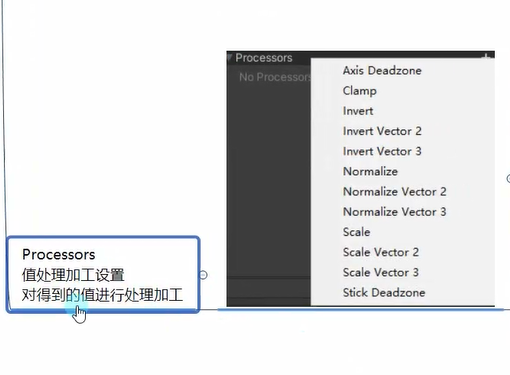 Processors
No Processors
Axis Deadzone
Clamp
Invert
Invert Vector 2
Invert Vector 3
Normalize
Normalize Vector 2
Normalize Vector 3
Scale
Scale Vector 2
Scale Vector 3
Stick Deadzone
Processors
值处理加工设置
对得到的值进行处理加工